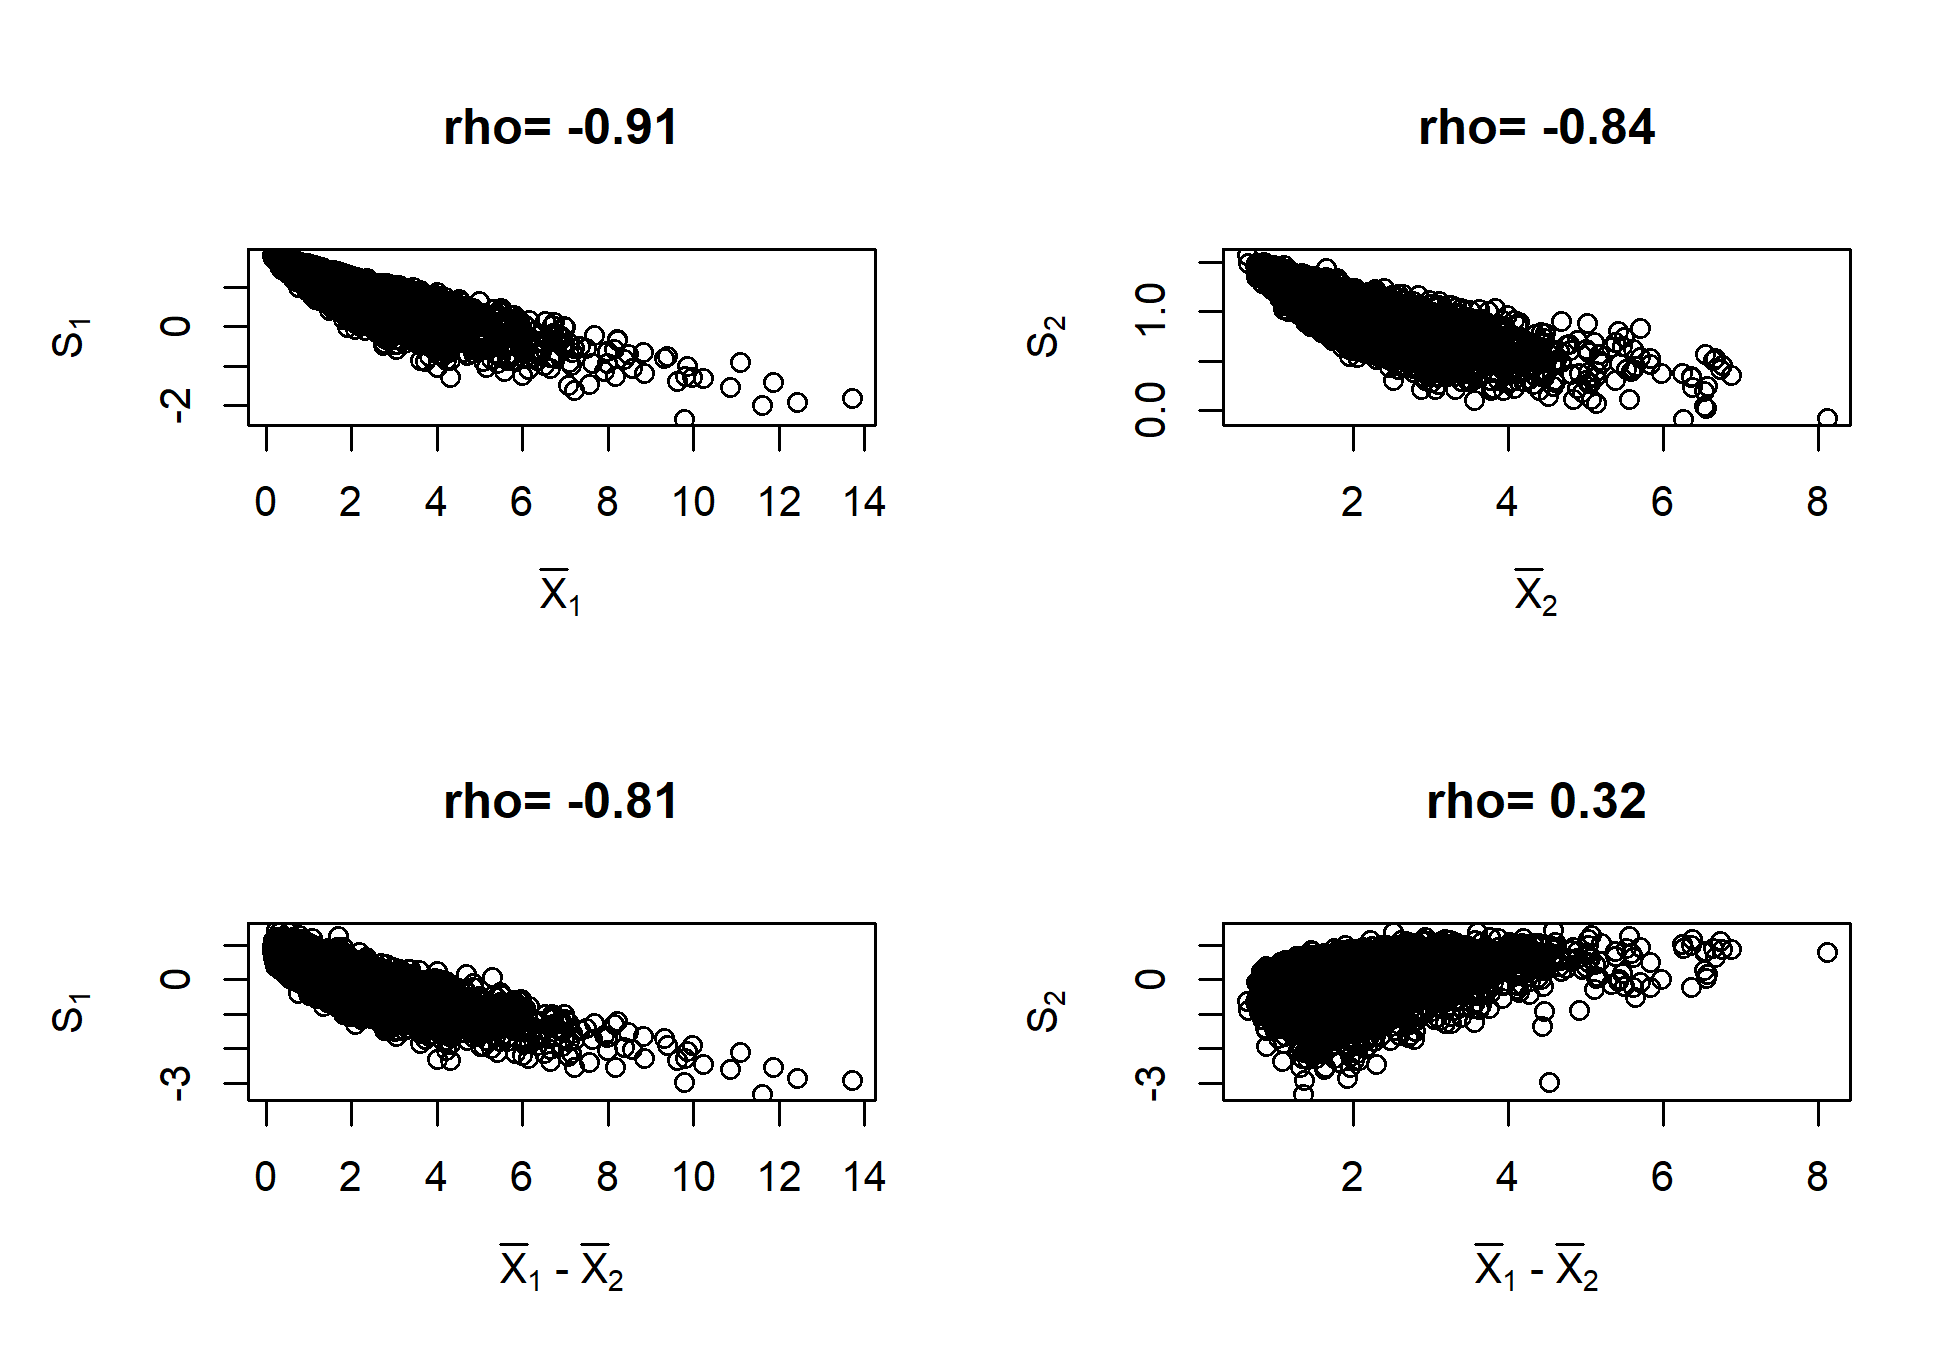 rho= -0.91
S₁
0
-2
0 2 4 6 8 10 12 14
X̅₁
rho= -0.84
S₂
1.0
0.0
2 4 6 8
X̅₂
rho= -0.81
S₁
0
-3
0 2 4 6 8 10 12 14
X̅₁ - X̅₂
rho= 0.32
S₂
0
-3
2 4 6 8
X̅₁ - X̅₂